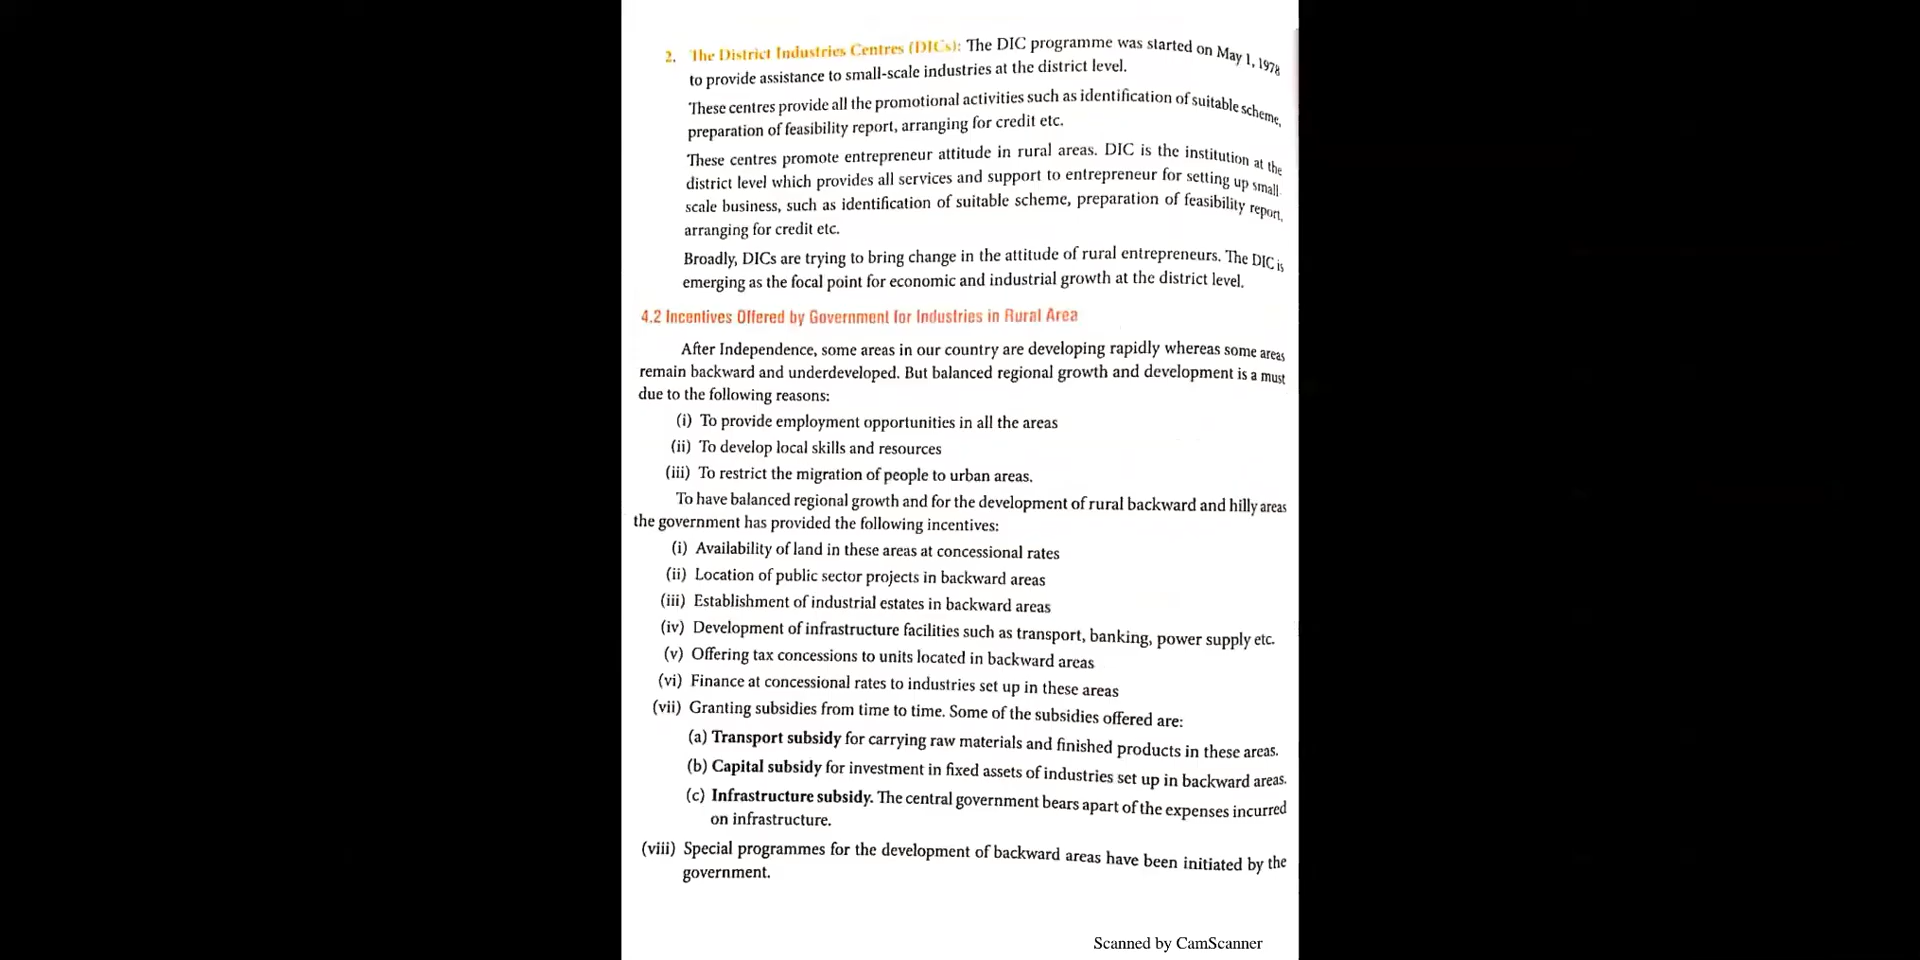 2. The District Industries Centres (DICs): The DIC programme was started on May 1, 1978
to provide assistance to small-scale industries at the district level.
These centres provide all the promotional activities such as identification of suitable scheme,
preparation of feasibility report, arranging for credit etc.
These centres promote entrepreneur attitude in rural areas. DIC is the institution at the
district level which provides all services and support to entrepreneur for setting up small
scale business, such as identification of suitable scheme, preparation of feasibility report,
arranging for credit etc.
Broadly, DICs are trying to bring change in the attitude of rural entrepreneurs. The DIC is
emerging as the focal point for economic and industrial growth at the district level.
4.2 Incentives Offered by Government for Industries in Rural Area
After Independence, some areas in our country are developing rapidly whereas some areas
remain backward and underdeveloped. But balanced regional growth and development is a must
due to the following reasons:
(i) To provide employment opportunities in all the areas
(ii) To develop local skills and resources
(iii) To restrict the migration of people to urban areas.
To have balanced regional growth and for the development of rural backward and hilly areas
the government has provided the following incentives:
(i) Availability of land in these areas at concessional rates
(ii) Location of public sector projects in backward areas
(iii) Establishment of industrial estates in backward areas
(iv) Development of infrastructure facilities such as transport, banking, power supply etc.
(v) Offering tax concessions to units located in backward areas
(vi) Finance at concessional rates to industries set up in these areas
(vii) Granting subsidies from time to time. Some of the subsidies offered are:
(a) Transport subsidy for carrying raw materials and finished products in these areas.
(b) Capital subsidy for investment in fixed assets of industries set up in backward areas.
(c) Infrastructure subsidy. The central government bears apart of the expenses incurred
on infrastructure.
(viii) Special programmes for the development of backward areas have been initiated by the
government.
Scanned by CamScanner